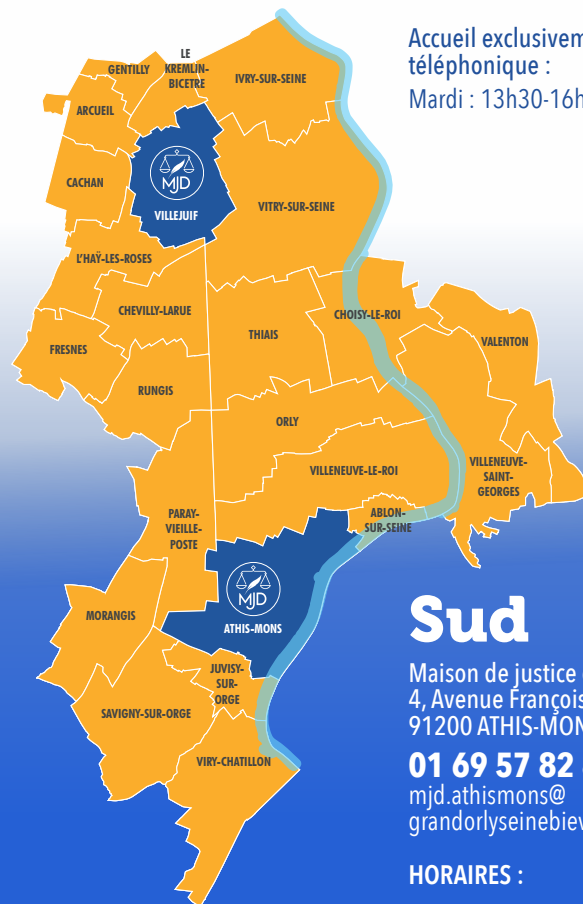 Accueil
téléphonique :
Mardi : 13h30-
LE
KREMLIN-
BICETRE
GENTILLY
IVRY-SUR-SEINE
ARCUEIL
CACHAN
MJD
VILLEJUIF
VITRY-SUR-SEINE
L'HAŸ-LES-ROSES
CHEVILLY-LARUE
THIAIS
CHOISY-LE-ROI
VALENTON
FRESNES
RUNGIS
ORLY
VILLENEUVE-LE-ROI
VILLENEUVE-
SAINT-
GEORGES
PARAY-
VIEILLE-
POSTE
ABLON-
SUR-SEINE
MJD
ATHIS-MONS
MORANGIS
JUVISY-
SUR-
ORGE
SAVIGNY-SUR-ORGE
VIRY-CHATILLON
Sud
Maison de justice
4, Avenue François
91200 ATHIS-MON
01 69 57 82
mjd.athismons@
grandorlyseinebiev
HORAIRES :